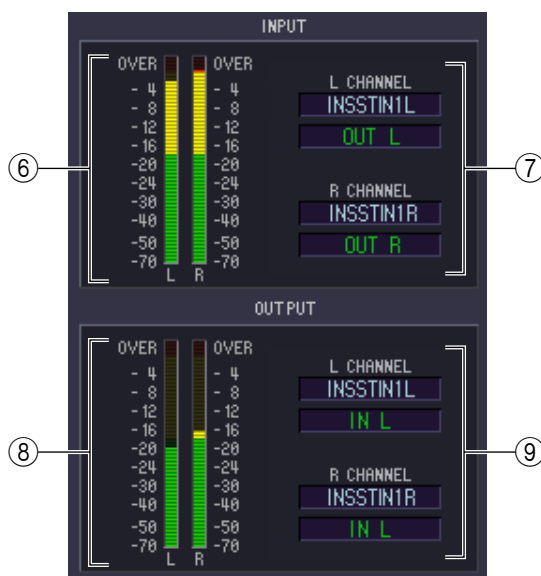 INPUT
OVER OVER
- 4 - 4
- 8 - 8
-12 -12
-16 -16
-20 -20
-24 -24
-30 -30
-40 -40
-50 -50
-70 -70
L R
L CHANNEL
INSSTIN1L
OUT L
R CHANNEL
INSSTIN1R
OUT R
⑥
⑦
OUTPUT
OVER OVER
- 4 - 4
- 8 - 8
-12 -12
-16 -16
-20 -20
-24 -24
-30 -30
-40 -40
-50 -50
-70 -70
L R
L CHANNEL
INSSTIN1L
IN L
R CHANNEL
INSSTIN1R
IN L
⑧
⑨